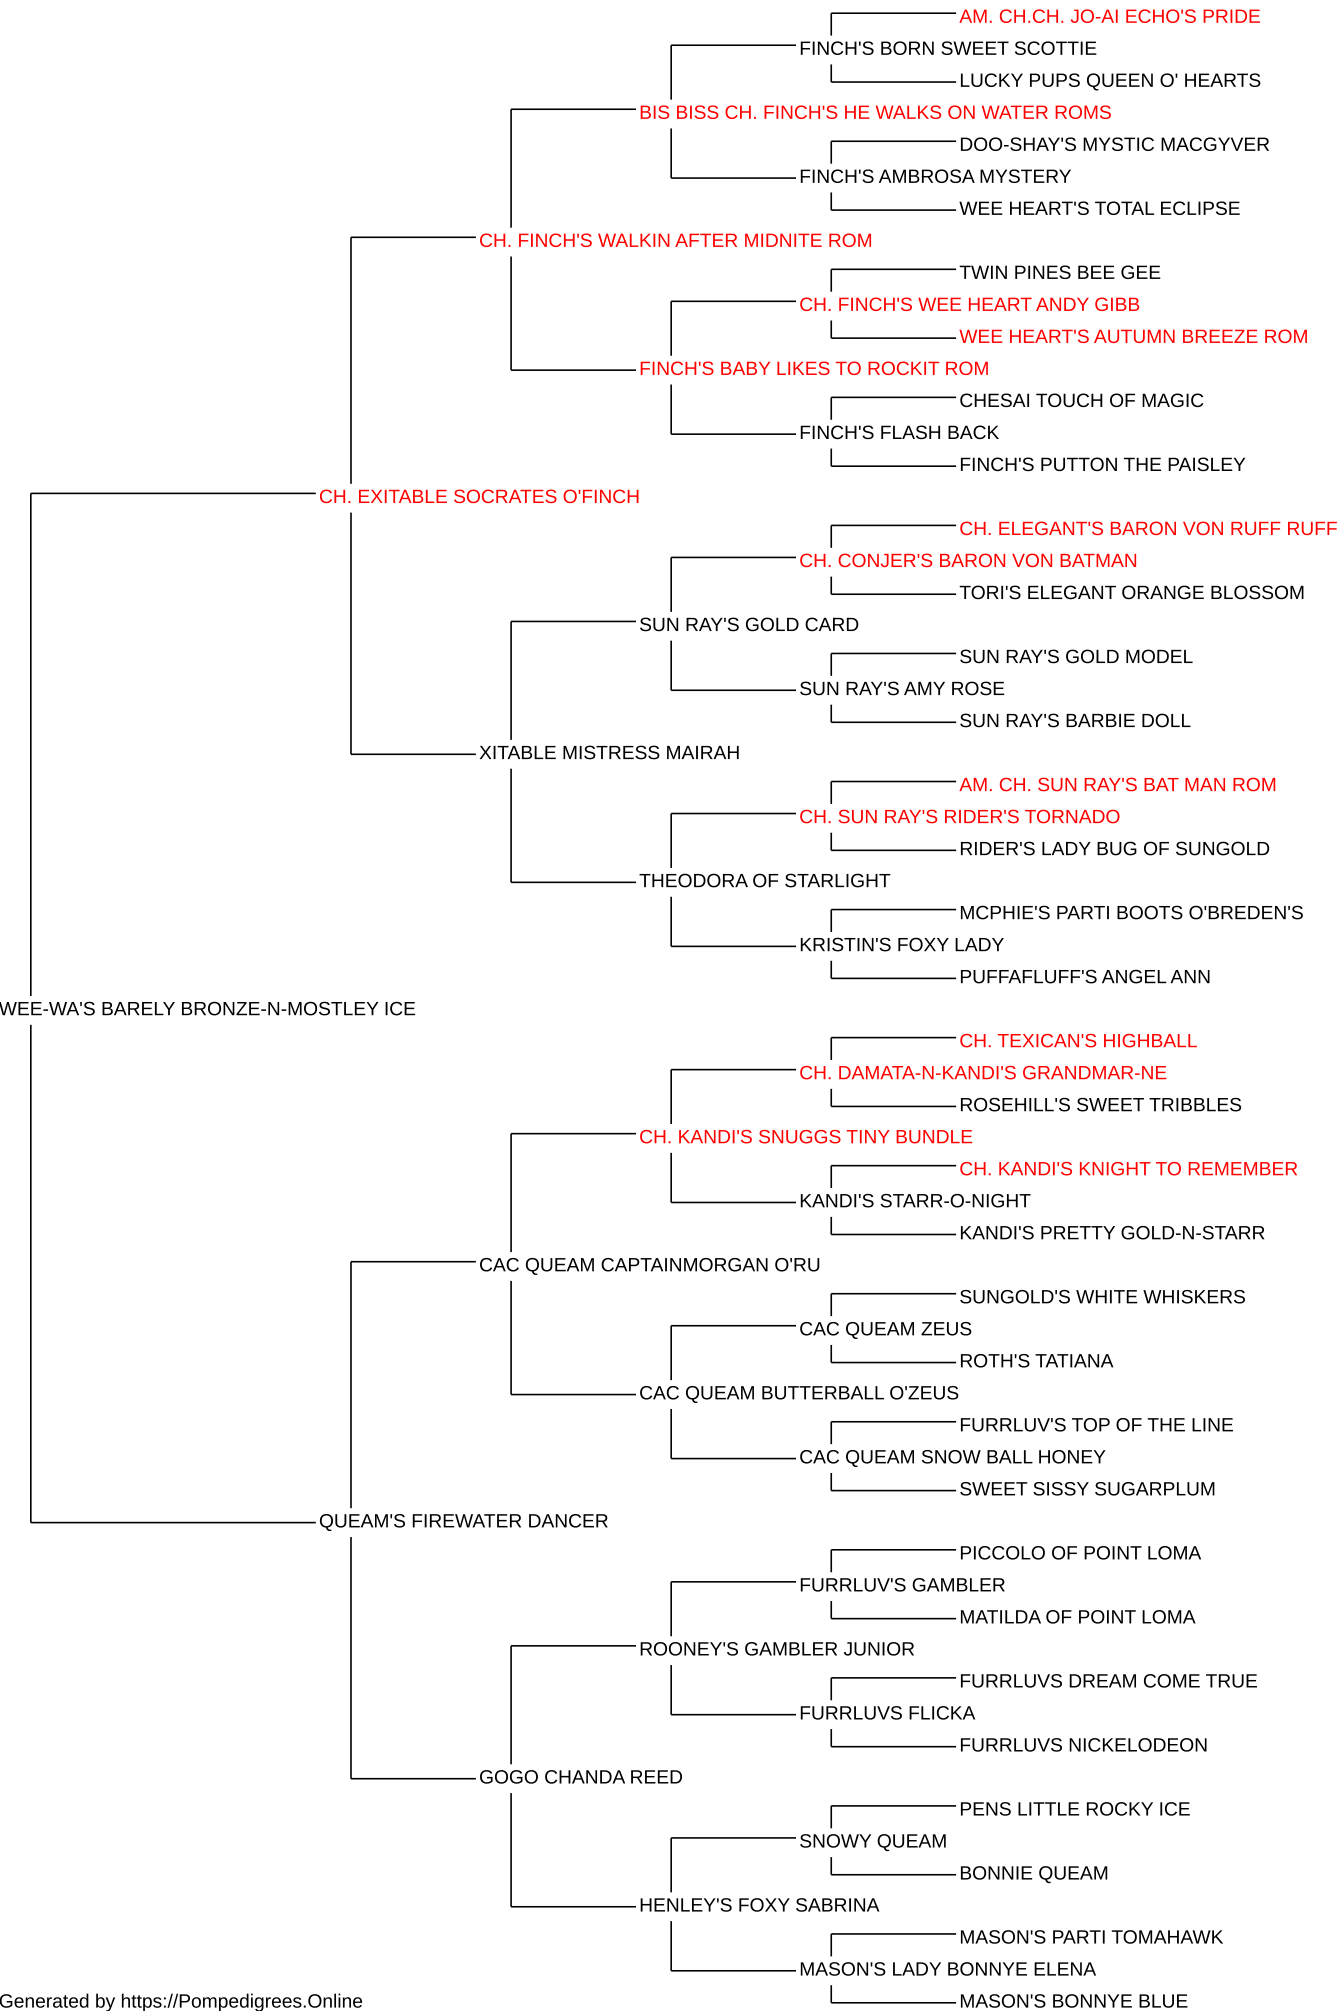 AM. CH.CH. JO-AI ECHO'S PRIDE
FINCH'S BORN SWEET SCOTTIE
LUCKY PUPS QUEEN O' HEARTS
BIS BISS CH. FINCH'S HE WALKS ON WATER ROMS
DOO-SHAY'S MYSTIC MACGYVER
FINCH'S AMBROSA MYSTERY
WEE HEART'S TOTAL ECLIPSE
CH. FINCH'S WALKIN AFTER MIDNITE ROM
TWIN PINES BEE GEE
CH. FINCH'S WEE HEART ANDY GIBB
WEE HEART'S AUTUMN BREEZE ROM
FINCH'S BABY LIKES TO ROCKIT ROM
CHESAI TOUCH OF MAGIC
FINCH'S FLASH BACK
FINCH'S PUTTON THE PAISLEY
CH. EXITABLE SOCRATES O'FINCH
CH. ELEGANT'S BARON VON RUFF RUFF
CH. CONJER'S BARON VON BATMAN
TORI'S ELEGANT ORANGE BLOSSOM
SUN RAY'S GOLD CARD
SUN RAY'S GOLD MODEL
SUN RAY'S AMY ROSE
SUN RAY'S BARBIE DOLL
XITABLE MISTRESS MAIRAH
AM. CH. SUN RAY'S BAT MAN ROM
CH. SUN RAY'S RIDER'S TORNADO
RIDER'S LADY BUG OF SUNGOLD
THEODORA OF STARLIGHT
MCPHIE'S PARTI BOOTS O'BREDEN'S
KRISTIN'S FOXY LADY
PUFFAFLUFF'S ANGEL ANN
WEE-WA'S BARELY BRONZE-N-MOSTLEY ICE
CH. TEXICAN'S HIGHBALL
CH. DAMATA-N-KANDI'S GRANDMAR-NE
ROSEHILL'S SWEET TRIBBLES
CH. KANDI'S SNUGGS TINY BUNDLE
CH. KANDI'S KNIGHT TO REMEMBER
KANDI'S STARR-O-NIGHT
KANDI'S PRETTY GOLD-N-STARR
CAC QUEAM CAPTAINMORGAN O'RU
SUNGOLD'S WHITE WHISKERS
CAC QUEAM ZEUS
ROTH'S TATIANA
CAC QUEAM BUTTERBALL O'ZEUS
FURRLUV'S TOP OF THE LINE
CAC QUEAM SNOW BALL HONEY
SWEET SISSY SUGARPLUM
QUEAM'S FIREWATER DANCER
PICCOLO OF POINT LOMA
FURRLUV'S GAMBLER
MATILDA OF POINT LOMA
ROONEY'S GAMBLER JUNIOR
FURRLUVS DREAM COME TRUE
FURRLUVS FLICKA
FURRLUVS NICKELODEON
GOGO CHANDA REED
PENS LITTLE ROCKY ICE
SNOWY QUEAM
BONNIE QUEAM
HENLEY'S FOXY SABRINA
MASON'S PARTI TOMAHAWK
MASON'S LADY BONNYE ELENA
MASON'S BONNYE BLUE
Generated by https://Pompedigrees.Online